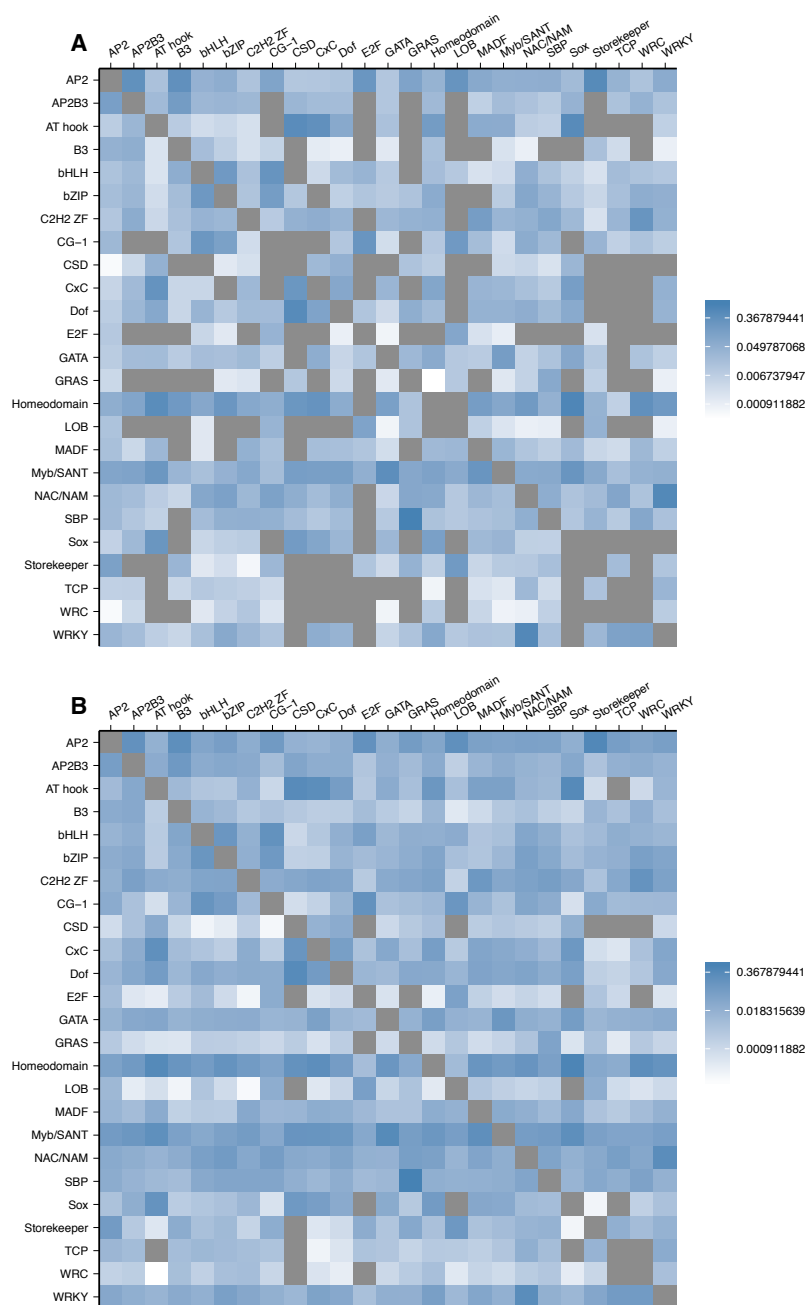 A
AP2 AP2B3 AT hook B3 bHLH bZIP C2H2 ZF CG−1 CSD CxC Dof E2F GATA GRAS Homeodomain LOB MADF Myb/SANT NAC/NAM SBP Sox Storekeeper TCP WRC WRKY
AP2
AP2B3
AT hook
B3
bHLH
bZIP
C2H2 ZF
CG−1
CSD
CxC
Dof
E2F
GATA
GRAS
Homeodomain
LOB
MADF
Myb/SANT
NAC/NAM
SBP
Sox
Storekeeper
TCP
WRC
WRKY
0.367879441
0.049787068
0.006737947
0.000911882
B
AP2 AP2B3 AT hook B3 bHLH bZIP C2H2 ZF CG−1 CSD CxC Dof E2F GATA GRAS Homeodomain LOB MADF Myb/SANT NAC/NAM SBP Sox Storekeeper TCP WRC WRKY
AP2
AP2B3
AT hook
B3
bHLH
bZIP
C2H2 ZF
CG−1
CSD
CxC
Dof
E2F
GATA
GRAS
Homeodomain
LOB
MADF
Myb/SANT
NAC/NAM
SBP
Sox
Storekeeper
TCP
WRC
WRKY
0.367879441
0.018315639
0.000911882